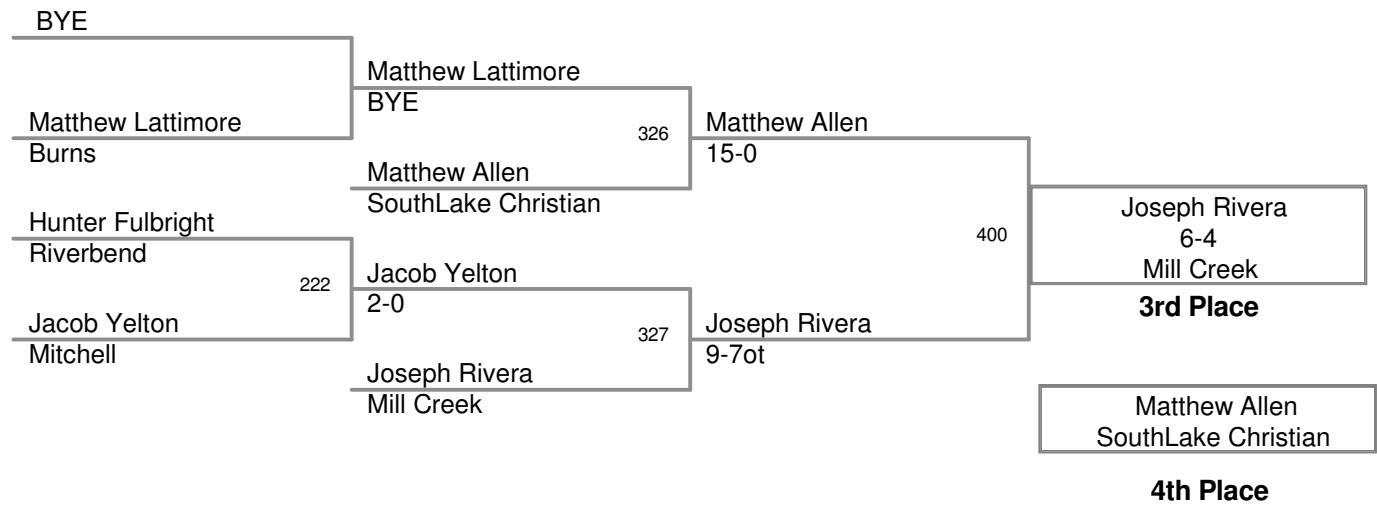 BYE
Matthew Lattimore
BYE
Matthew Lattimore
Burns
326
Matthew Allen
15-0
Matthew Allen
SouthLake Christian
Hunter Fulbright
Riverbend
400
Joseph Rivera
6-4
Mill Creek
222
Jacob Yelton
2-0
3rd Place
Jacob Yelton
Mitchell
327
Joseph Rivera
9-7ot
Joseph Rivera
Mill Creek
Matthew Allen
SouthLake Christian
4th Place